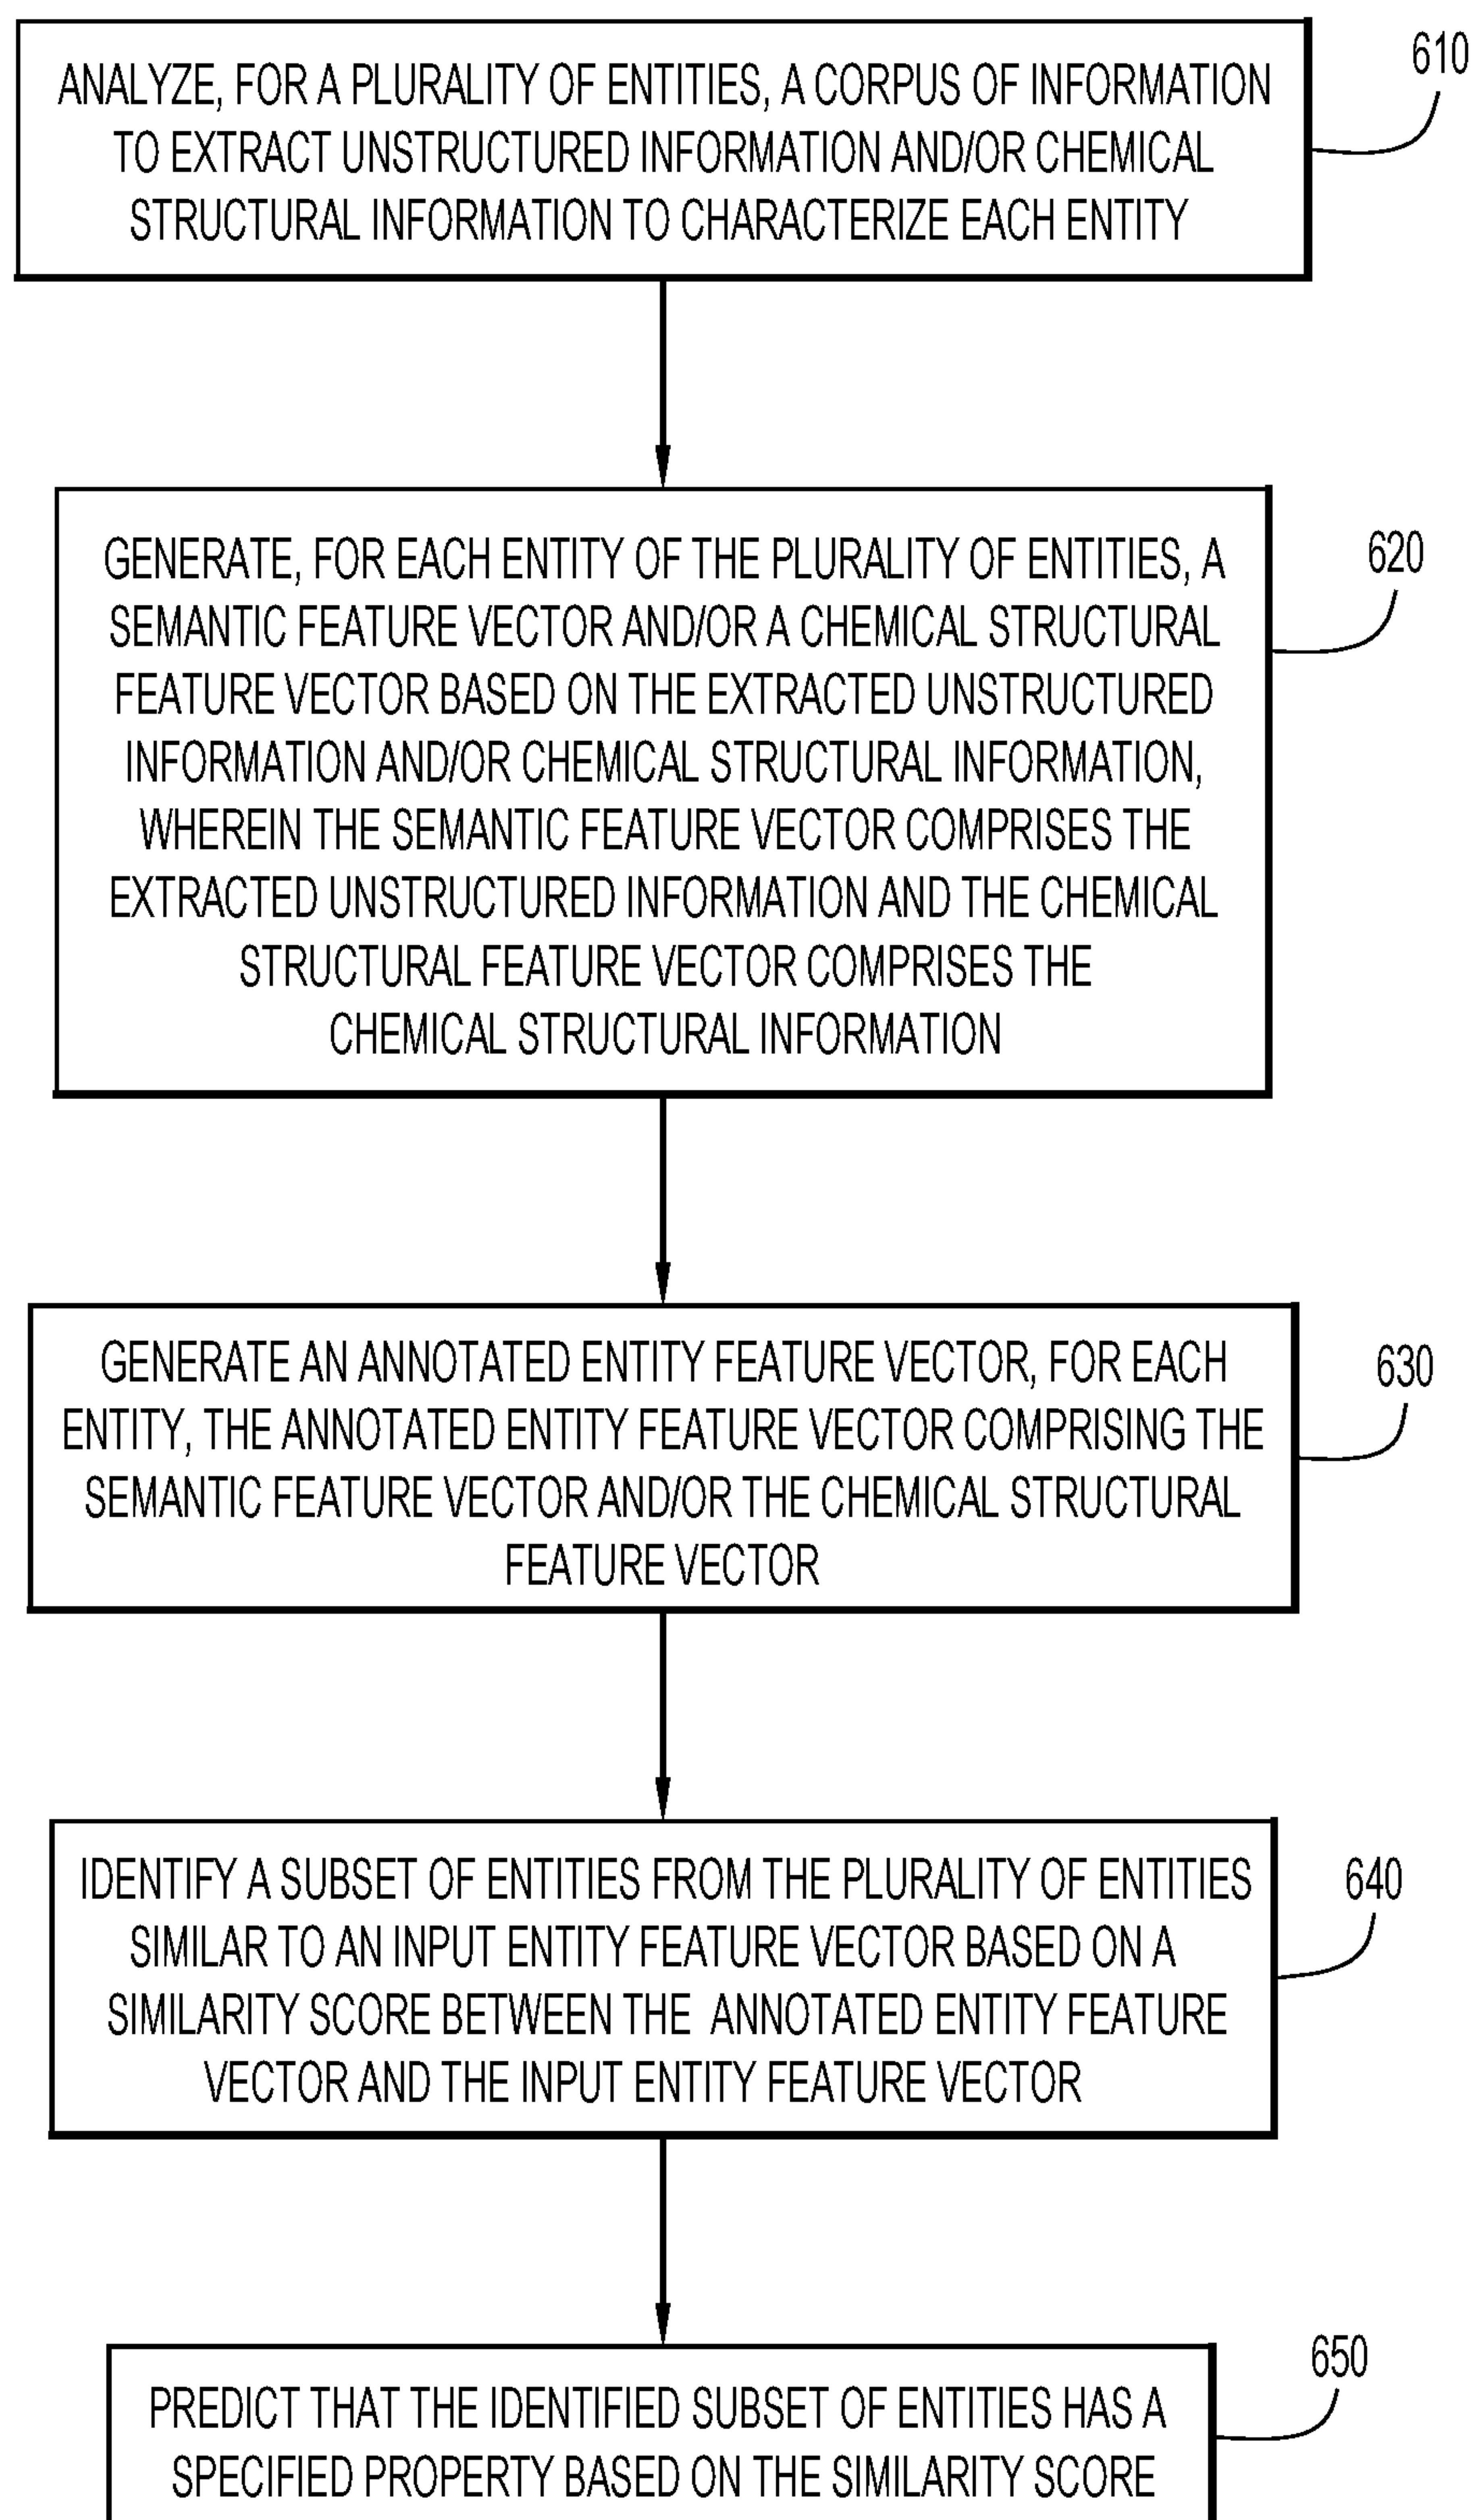 610
ANALYZE, FOR A PLURALITY OF ENTITIES, A CORPUS OF INFORMATION
TO EXTRACT UNSTRUCTURED INFORMATION AND/OR CHEMICAL
STRUCTURAL INFORMATION TO CHARACTERIZE EACH ENTITY
620
GENERATE, FOR EACH ENTITY OF THE PLURALITY OF ENTITIES, A
SEMANTIC FEATURE VECTOR AND/OR A CHEMICAL STRUCTURAL
FEATURE VECTOR BASED ON THE EXTRACTED UNSTRUCTURED
INFORMATION AND/OR CHEMICAL STRUCTURAL INFORMATION,
WHEREIN THE SEMANTIC FEATURE VECTOR COMPRISES THE
EXTRACTED UNSTRUCTURED INFORMATION AND THE CHEMICAL
STRUCTURAL FEATURE VECTOR COMPRISES THE
CHEMICAL STRUCTURAL INFORMATION
630
GENERATE AN ANNOTATED ENTITY FEATURE VECTOR, FOR EACH
ENTITY, THE ANNOTATED ENTITY FEATURE VECTOR COMPRISING THE
SEMANTIC FEATURE VECTOR AND/OR THE CHEMICAL STRUCTURAL
FEATURE VECTOR
640
IDENTIFY A SUBSET OF ENTITIES FROM THE PLURALITY OF ENTITIES
SIMILAR TO AN INPUT ENTITY FEATURE VECTOR BASED ON A
SIMILARITY SCORE BETWEEN THE ANNOTATED ENTITY FEATURE
VECTOR AND THE INPUT ENTITY FEATURE VECTOR
650
PREDICT THAT THE IDENTIFIED SUBSET OF ENTITIES HAS A
SPECIFIED PROPERTY BASED ON THE SIMILARITY SCORE